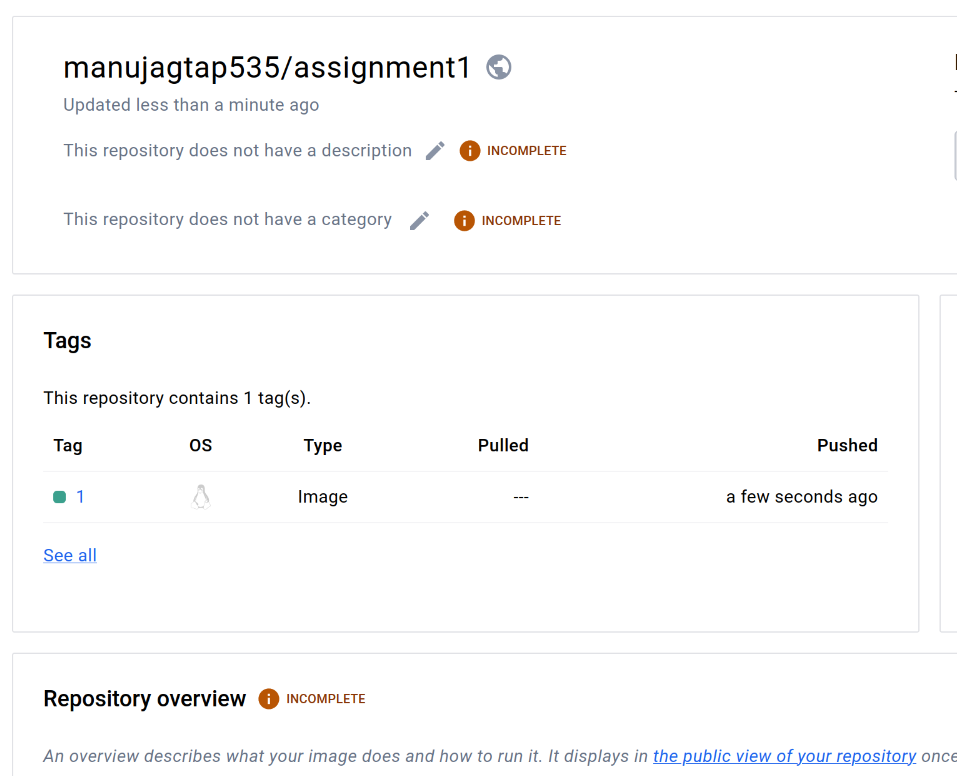 manujagtap535/assignment1
Updated less than a minute ago
This repository does not have a description INCOMPLETE
This repository does not have a category INCOMPLETE
Tags
This repository contains 1 tag(s).
Tag OS Type Pulled Pushed
1 Image --- a few seconds ago
See all
Repository overview INCOMPLETE
An overview describes what your image does and how to run it. It displays in the public view of your repository once